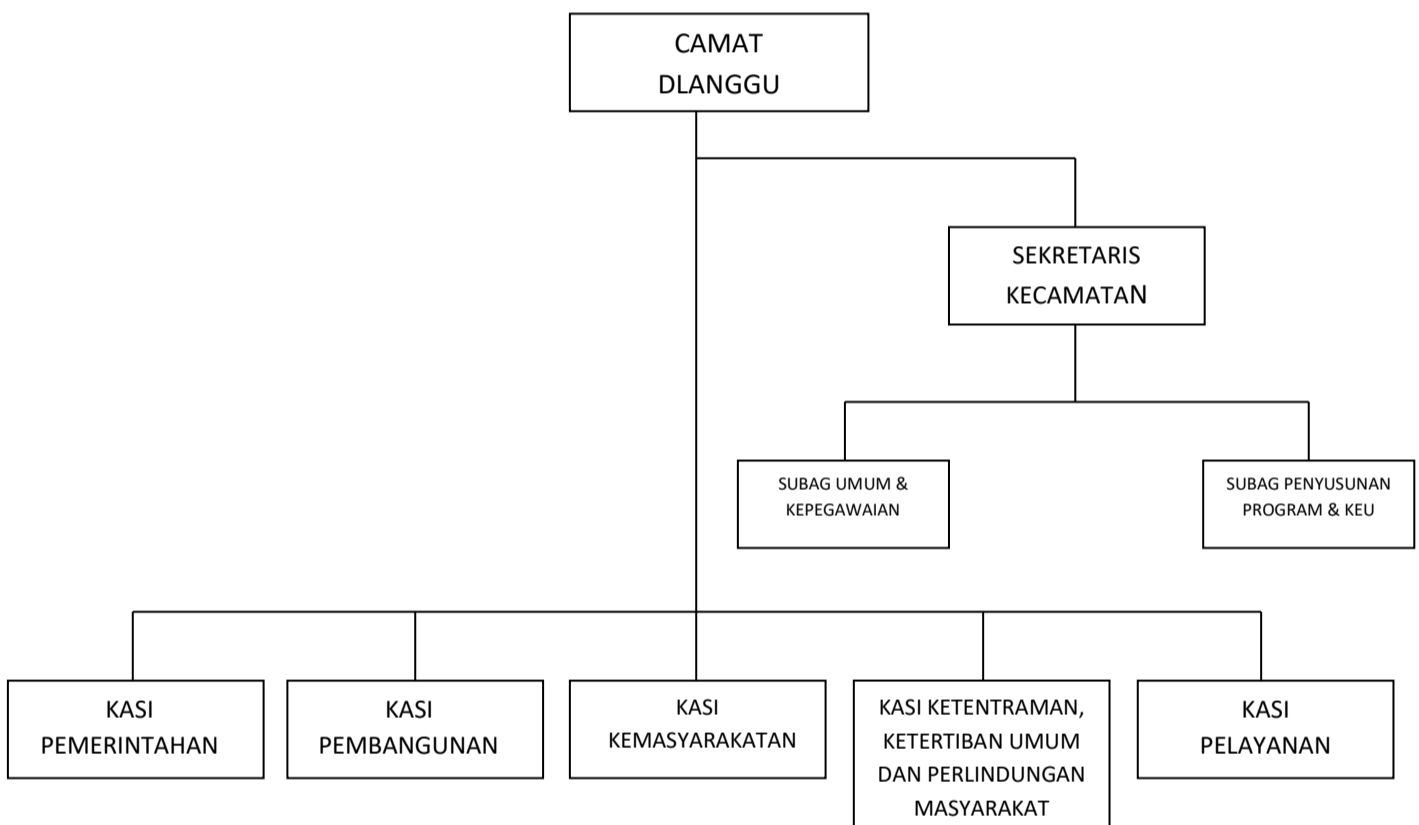 CAMAT
DLANGGU
SEKRETARIS
KECAMATAN
SUBAG UMUM &
KEPEGAWAIAN
SUBAG PENYUSUNAN
PROGRAM & KEU
KASI
PEMERINTAHAN
KASI
PEMBANGUNAN
KASI
KEMASYARAKATAN
KASI KETENTRAMAN,
KETERTIBAN UMUM
DAN PERLINDUNGAN
MASYARAKAT
KASI
PELAYANAN